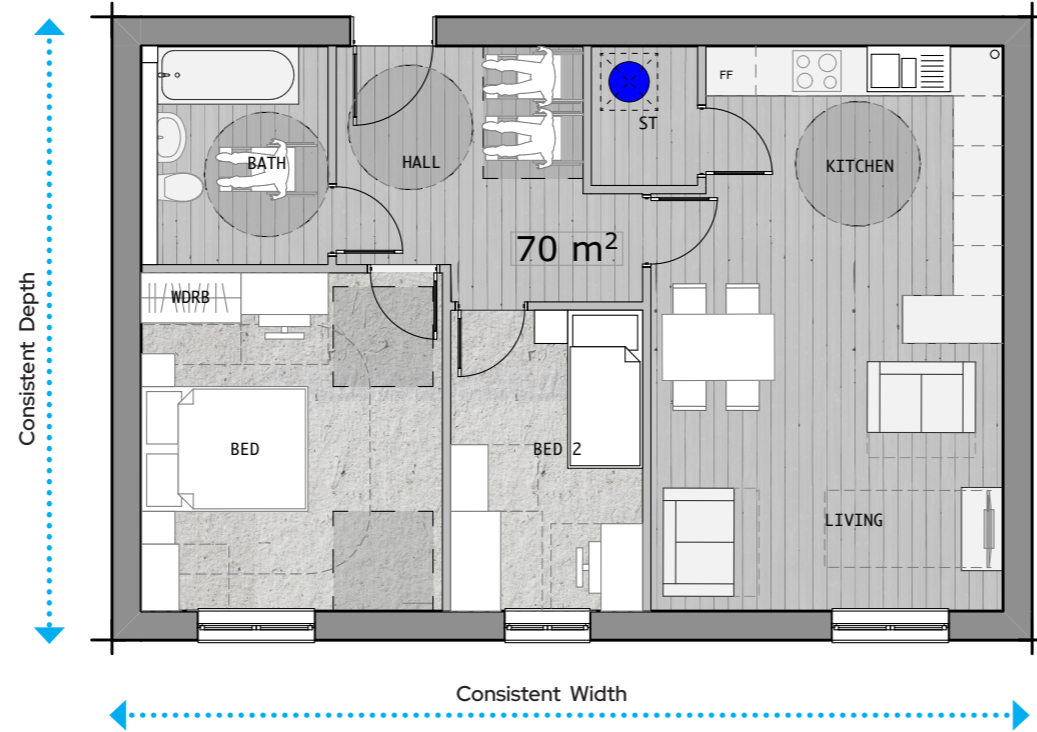 FF
ST
BATH
HALL
KITCHEN
70 m²
WDRB
BED
BED 2
LIVING
Consistent Depth
Consistent Width